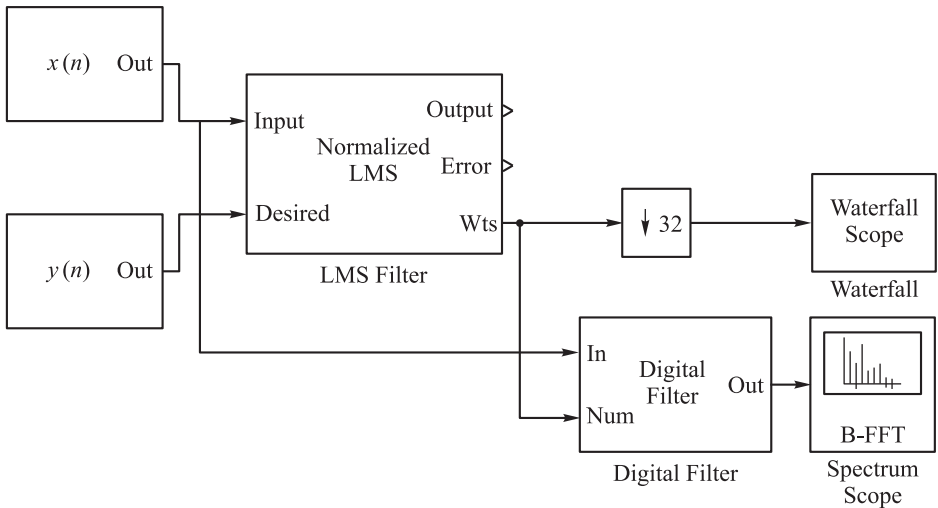 x(n) Out
Input
Normalized
LMS
Output
Error
Desired
Wts
LMS Filter
y(n) Out
↓ 32
Waterfall
Scope
Waterfall
In
Digital
Filter
Out
Num
Digital Filter
B-FFT
Spectrum
Scope